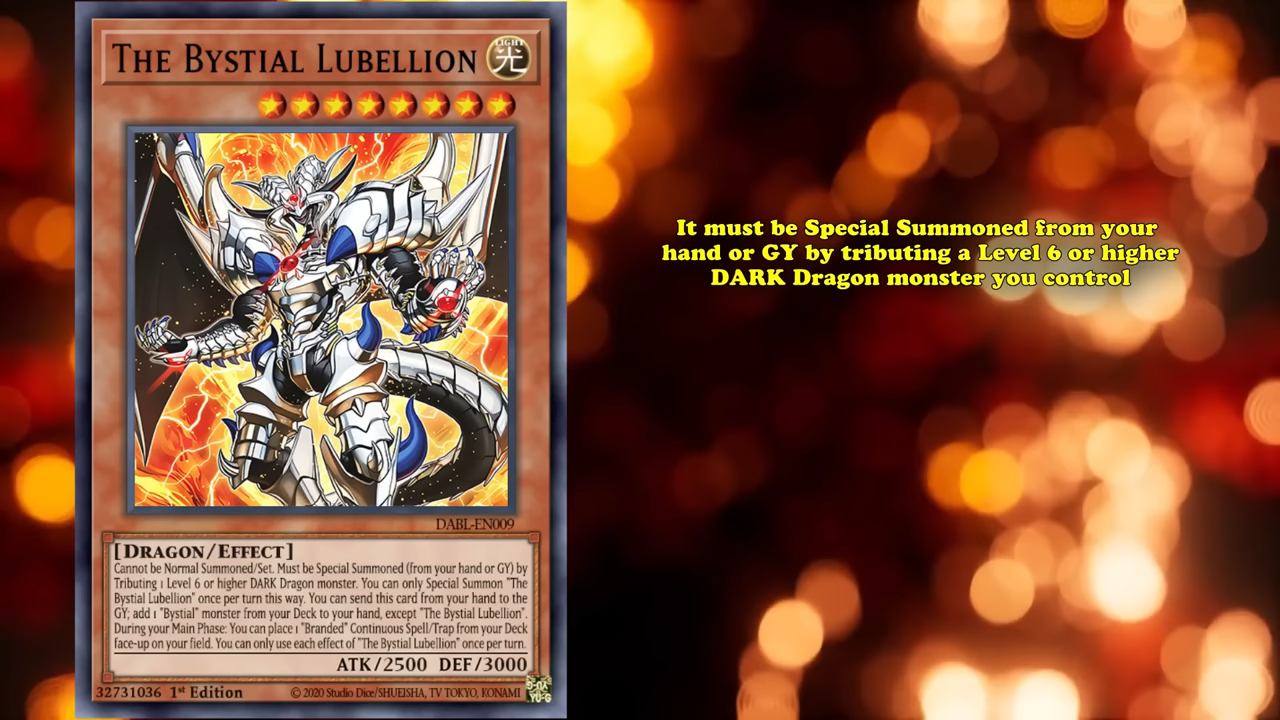 THE BYSTIAL LUBELLION
LIGHT
光
[DRAGON/EFFECT]
DABL-EN009
Cannot be Normal Summoned/Set. Must be Special Summoned (from your hand or GY) by
Tributing 1 Level 6 or higher DARK Dragon monster. You can only Special Summon "The
Bystial Lubellion" once per turn this way. You can send this card from your hand to the
GY; add 1 "Bystial" monster from your Deck to your hand, except "The Bystial Lubellion".
During your Main Phase: You can place 1 "Branded" Continuous Spell/Trap from your Deck
face-up on your field. You can only use each effect of "The Bystial Lubellion" once per turn.
ATK/2500 DEF/3000
32731036 1st Edition ©2020 Studio Dice/SHUEISHA, TV TOKYO, KONAMI
It must be Special Summoned from your
hand or GY by tributing a Level 6 or higher
DARK Dragon monster you control